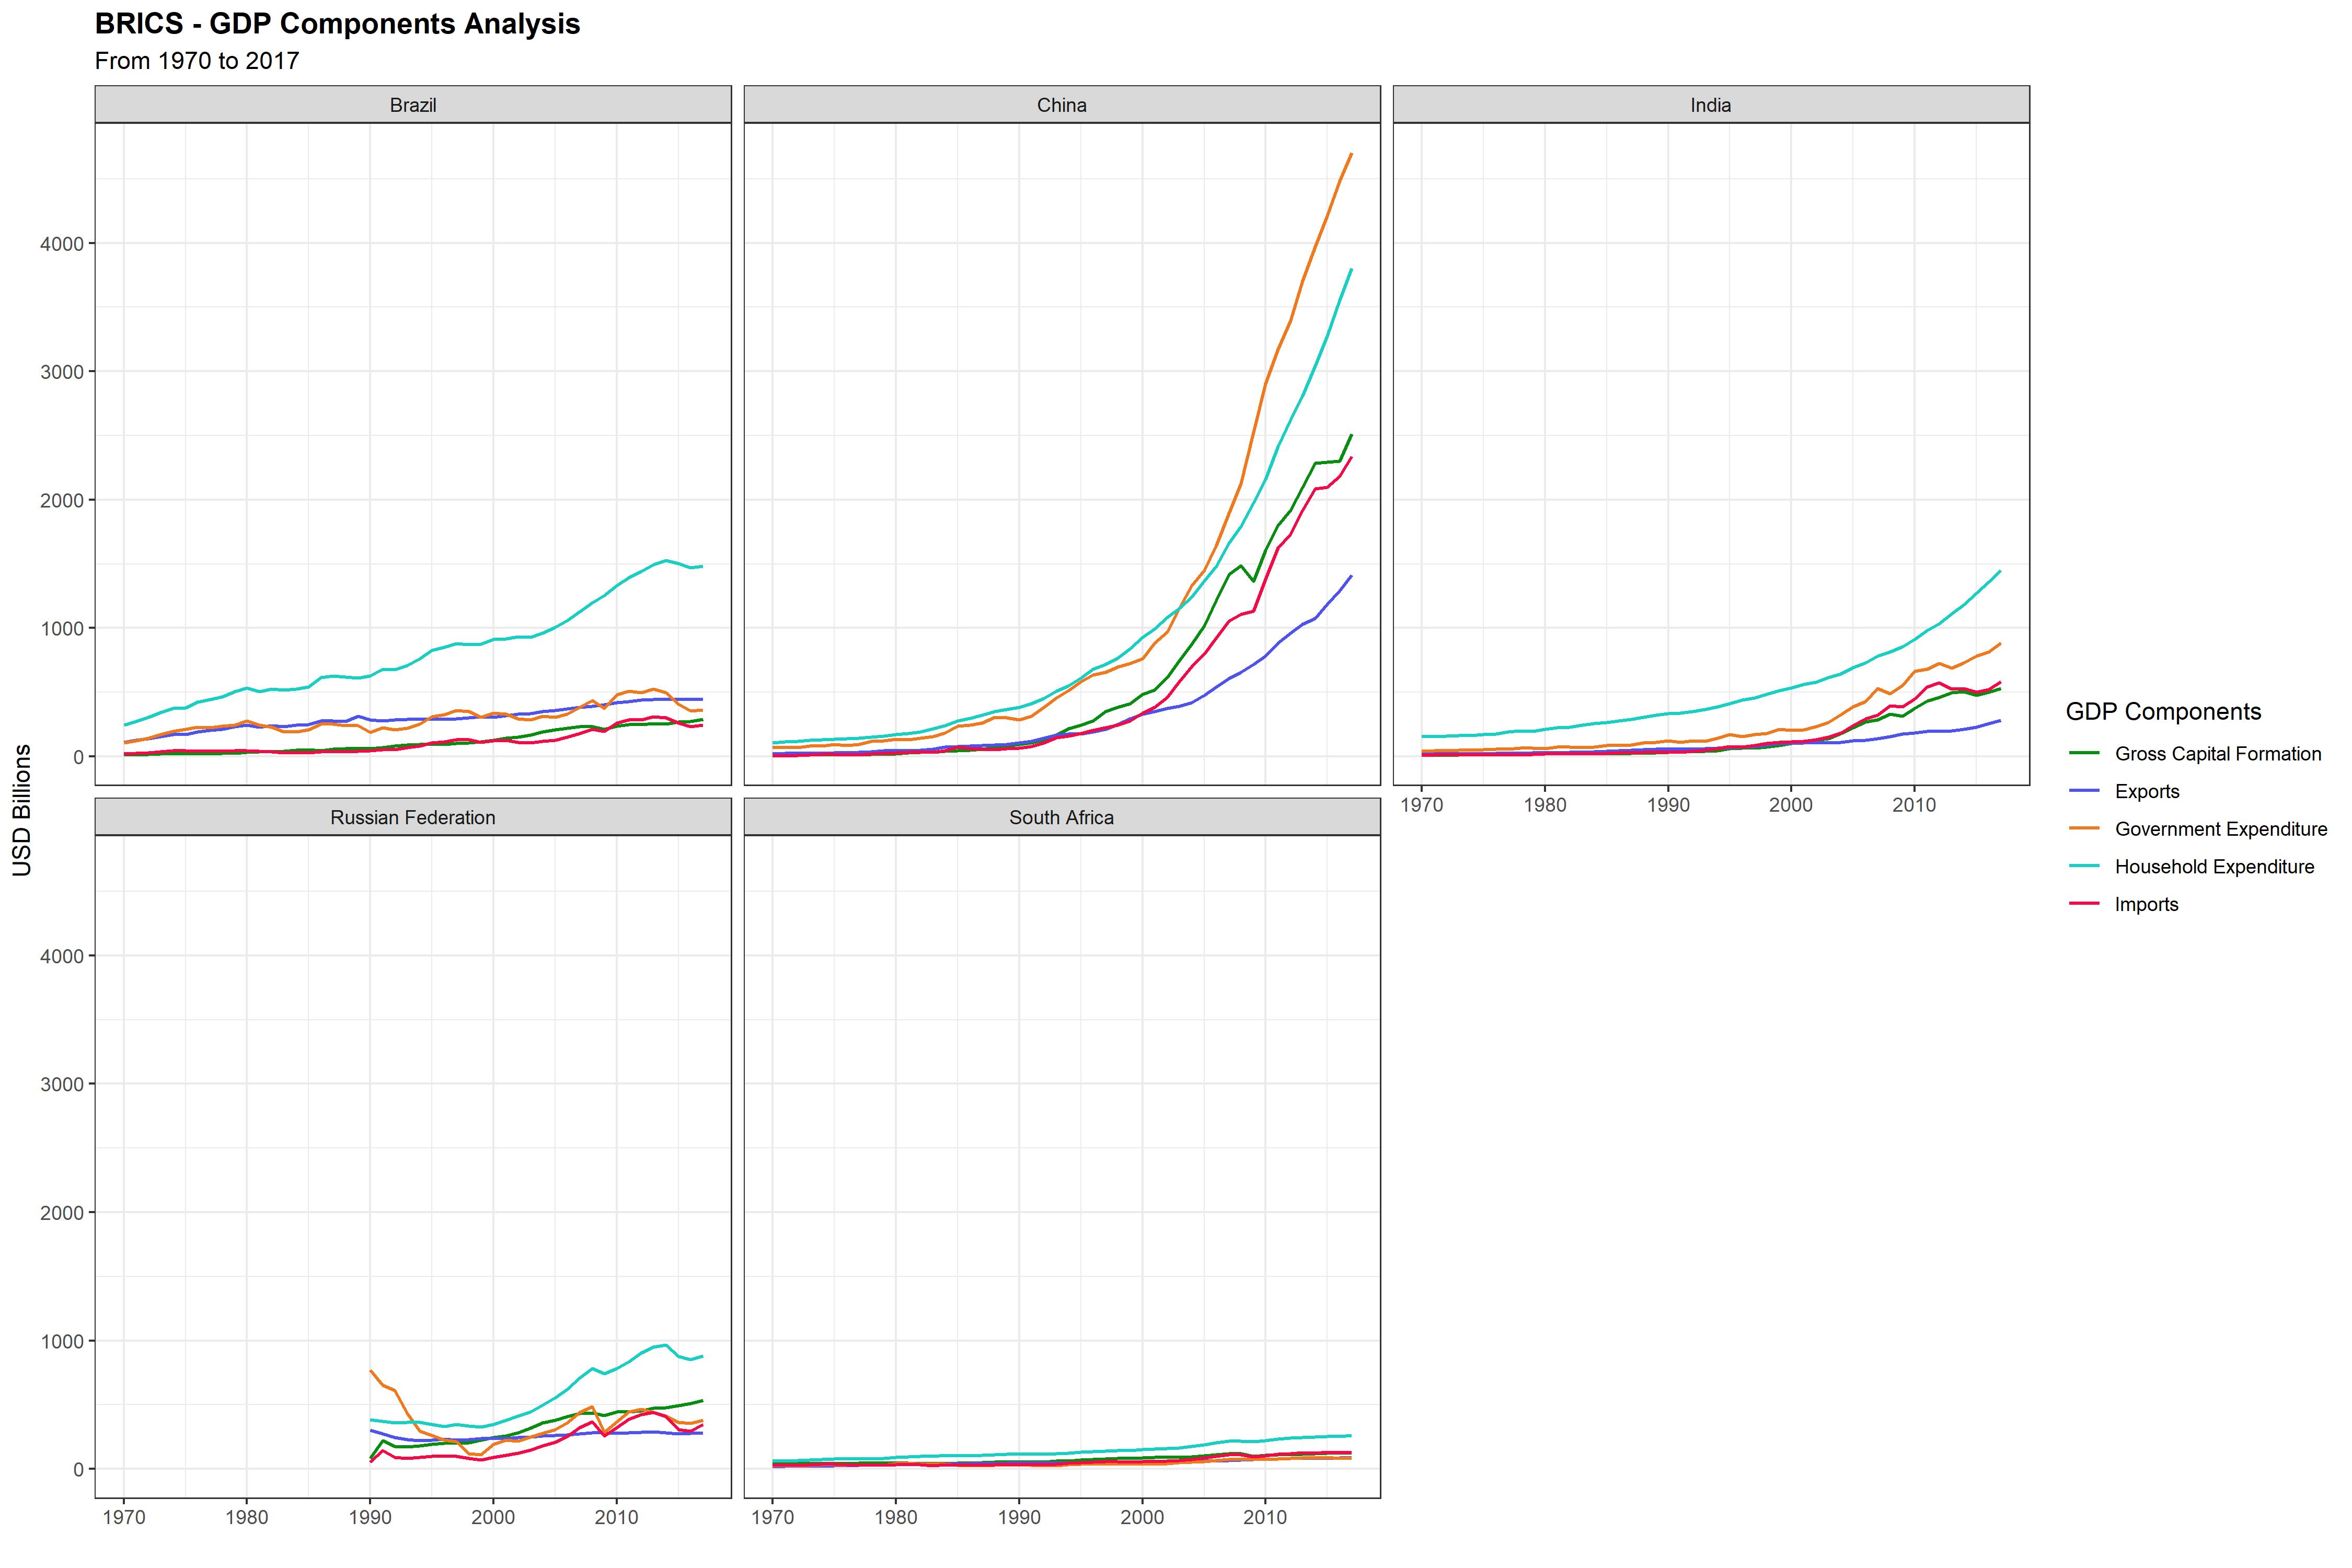 BRICS - GDP Components Analysis
From 1970 to 2017
Brazil
China
India
4000
3000
2000
1000
0
1970 1980 1990 2000 2010
USD Billions
Russian Federation
South Africa
4000
3000
2000
1000
0
1970 1980 1990 2000 2010
1970 1980 1990 2000 2010
GDP Components
Gross Capital Formation
Exports
Government Expenditure
Household Expenditure
Imports